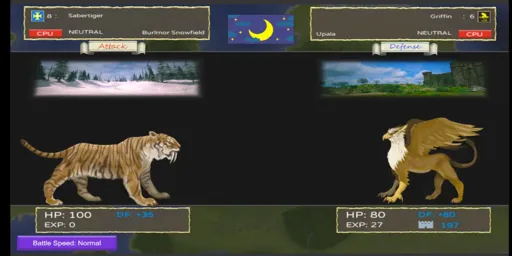 8 : Sabertiger
CPU NEUTRAL Burlmor Snowfield
Griffin : 6
Upala NEUTRAL CPU
Attack
Defense
HP: 100 DF: +35
EXP: 0
HP: 80 DF: +80
EXP: 27 197
Battle Speed: Normal